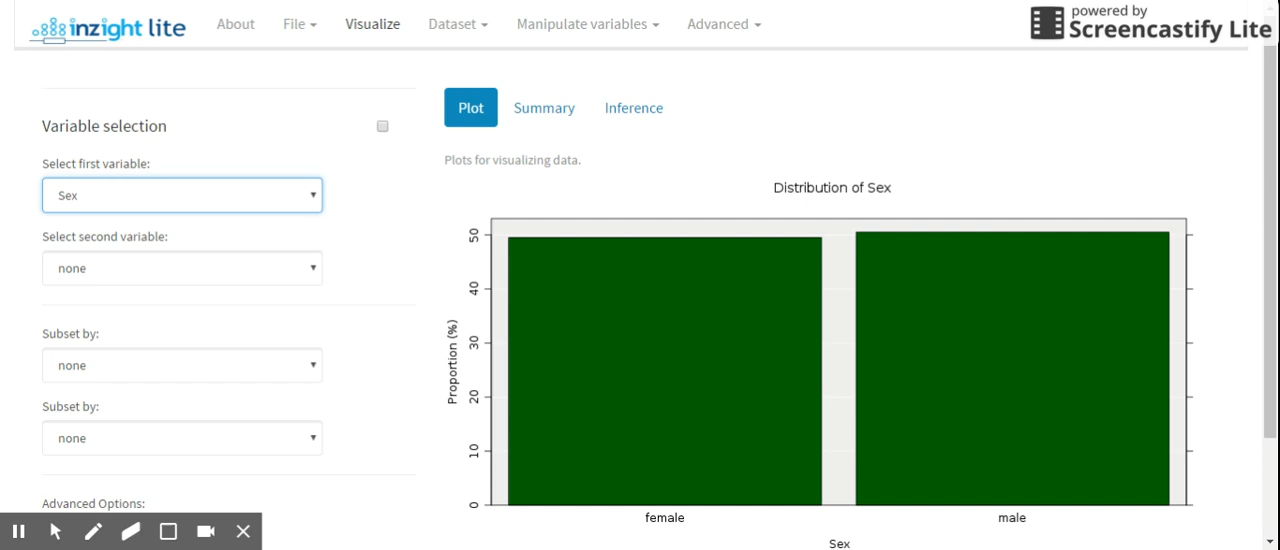 inzight lite
About
File
Visualize
Dataset
Manipulate variables
Advanced
powered by
Screencastify Lite
Variable selection
Select first variable:
Sex
Select second variable:
none
Subset by:
none
Subset by:
none
Advanced Options:
Plot
Summary
Inference
Plots for visualizing data.
Distribution of Sex
Proportion (%)
50
40
30
20
10
0
female
male
Sex